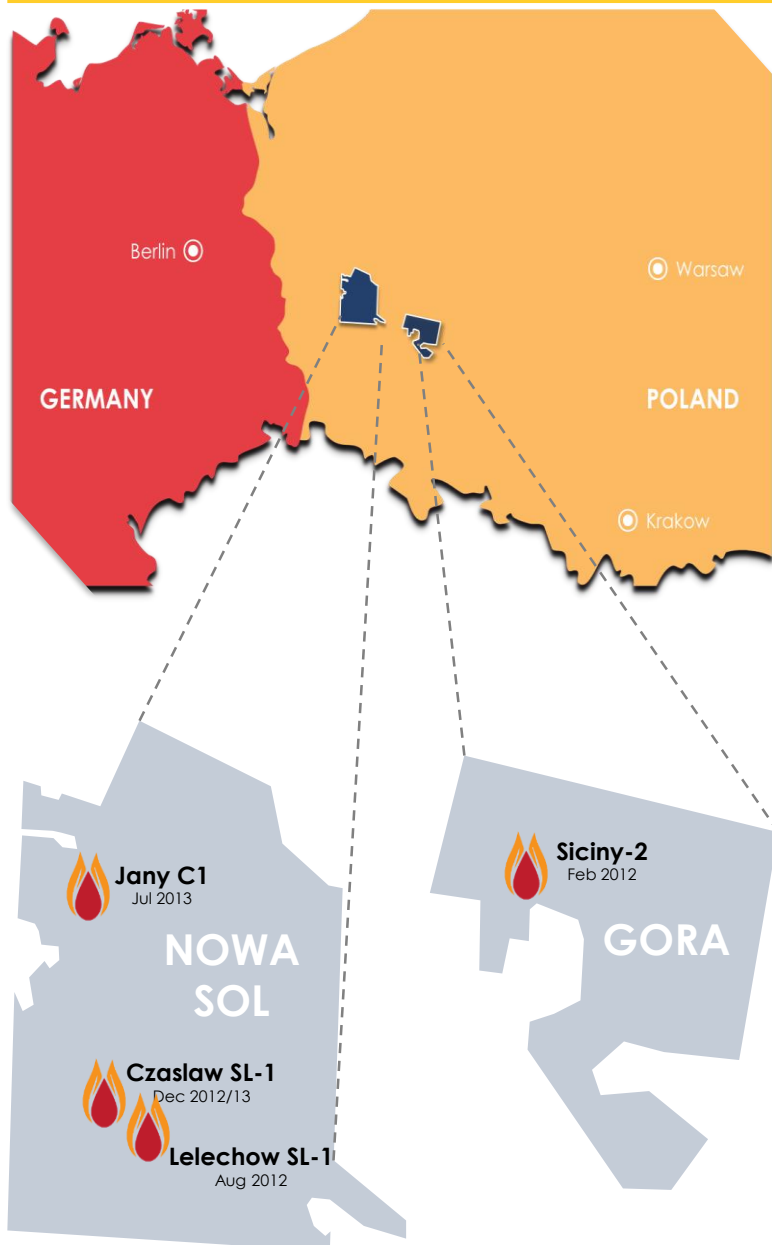 Berlin
Warsaw
GERMANY
POLAND
Krakow
Jany C1
Jul 2013
NOWA
SOL
Czaslaw SL-1
Dec 2012/13
Lelechow SL-1
Aug 2012
Siciny-2
Feb 2012
GORA